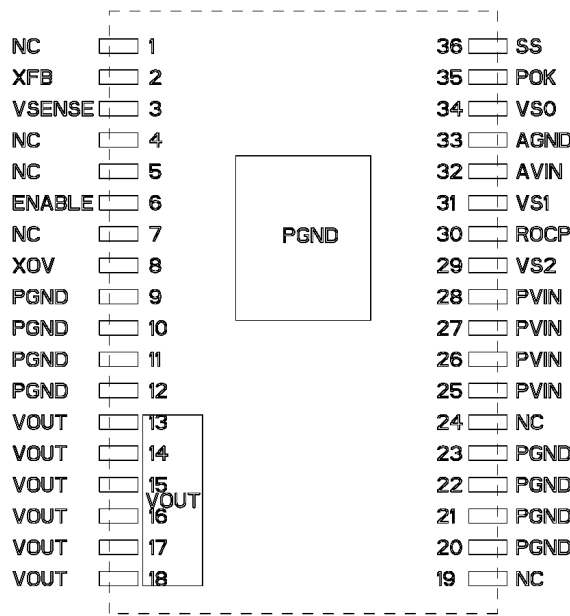 NC 1 36 SS
XFB 2 35 POK
VSENSE 3 34 VS0
NC 4 33 AGND
NC 5 32 AVIN
ENABLE 6 31 VS1
NC 7 PGND 30 ROCP
XOV 8 29 VS2
PGND 9 28 PVIN
PGND 10 27 PVIN
PGND 11 26 PVIN
PGND 12 25 PVIN
VOUT 13 24 NC
VOUT 14 23 PGND
VOUT 15 22 PGND
VOUT
VOUT 16 21 PGND
VOUT 17 20 PGND
VOUT 18 19 NC